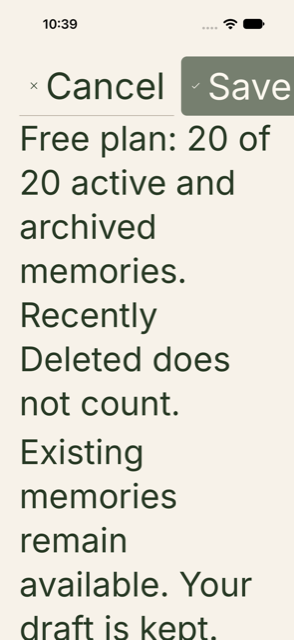 10:39
Cancel
Save
Free plan: 20 of
20 active and
archived
memories.
Recently
Deleted does
not count.
Existing
memories
remain
available. Your
draft is kept.